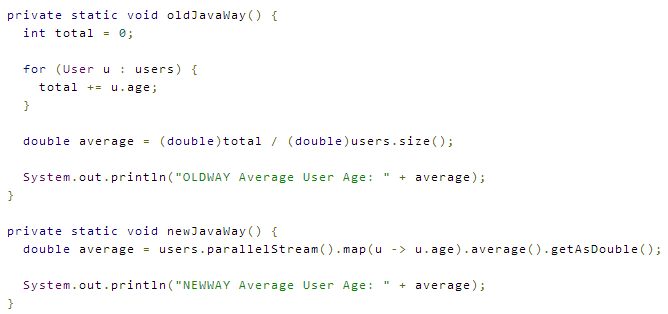 private static void oldJavaWay() {
  int total = 0;

  for (User u : users) {
    total += u.age;
  }

  double average = (double)total / (double)users.size();

  System.out.println("OLDWAY Average User Age: " + average);
}

private static void newJavaWay() {
  double average = users.parallelStream().map(u -> u.age).average().getAsDouble();

  System.out.println("NEWWAY Average User Age: " + average);
}